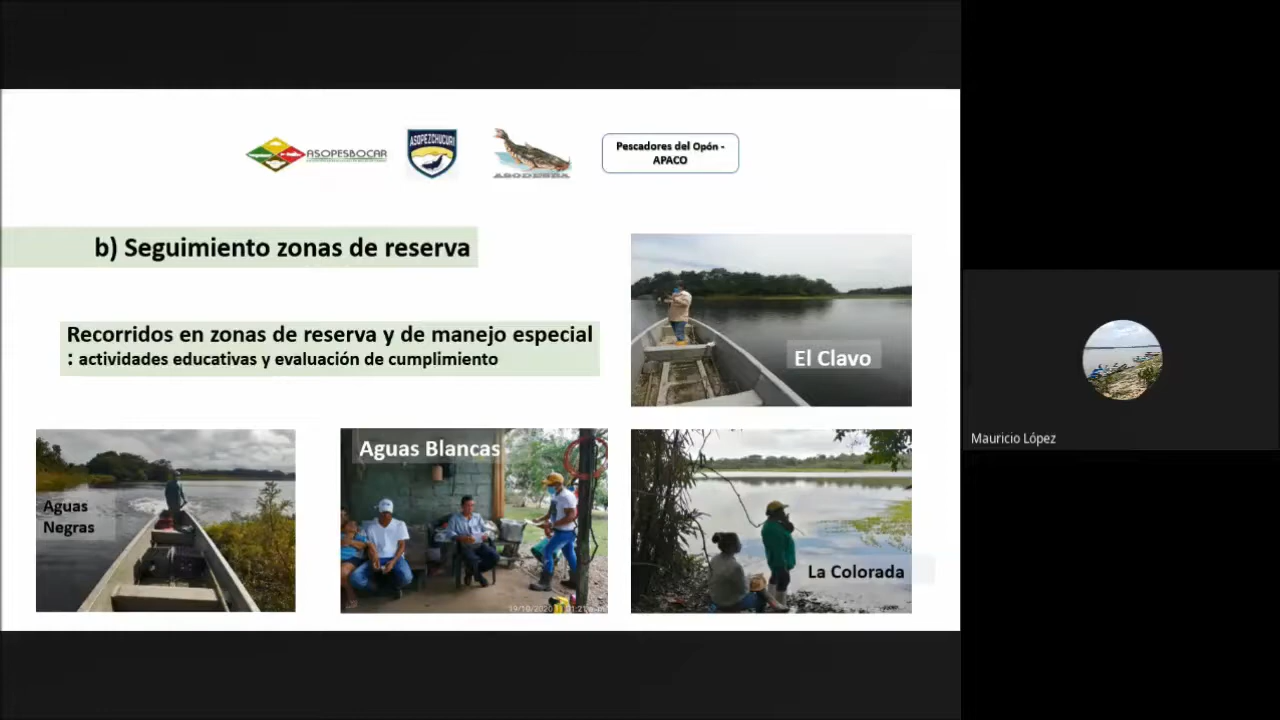 ASOPESBOCAR
ASOPEZCHUCURI
Pescadores del Opón -
APACO
b) Seguimiento zonas de reserva
Recorridos en zonas de reserva y de manejo especial
: actividades educativas y evaluación de cumplimiento
El Clavo
Aguas
Negras
Aguas Blancas
La Colorada
Mauricio López